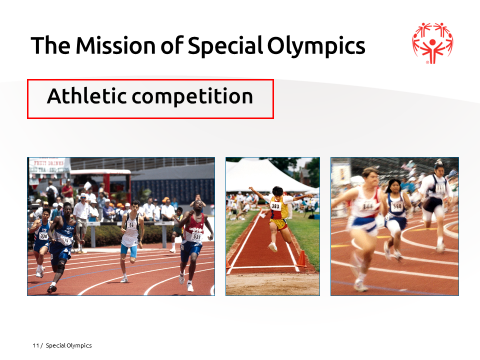 The Mission of Special Olympics
Athletic competition
11 / Special Olympics